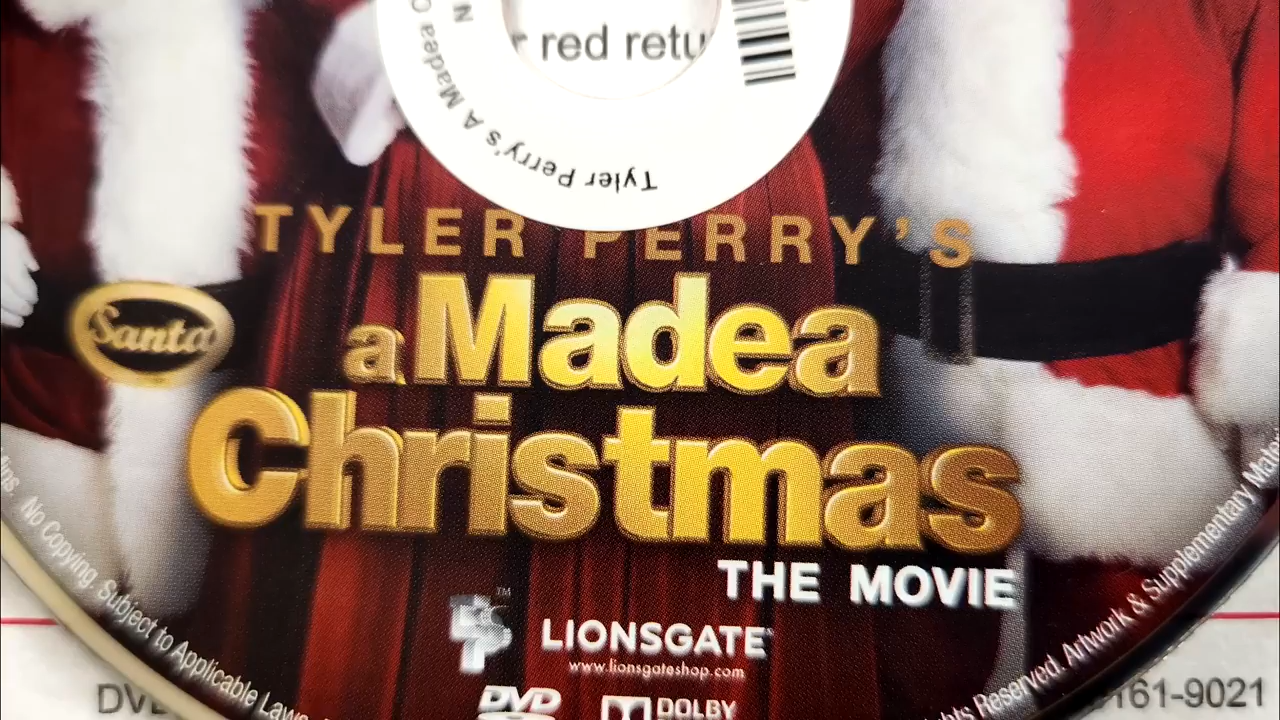 red retu
Tyler Perry's A Madea
N
TYLER PERRY'S
a Madea
Christmas
THE MOVIE
Santa
TM
LIONSGATE
www.lionsgateshop.com
DVD
DOLBY
No Copying. Subject to Applicable Laws.
Reserved. Artwork & Supplementary
161-9021